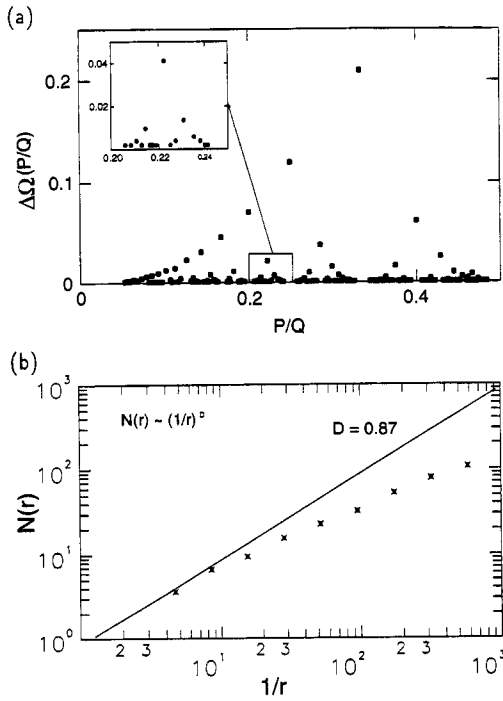 (a)
0.2
0.1
0
ΔΩ(P/Q)
0.04
0.02
0.20 0.22 0.24
0 0.2 0.4
P/Q
(b)
10³
10²
10¹
10⁰
N(r)
N(r) ~ (1/r)ᴰ
D = 0.87
2 3 10¹ 2 3 10² 2 3 10³
1/r